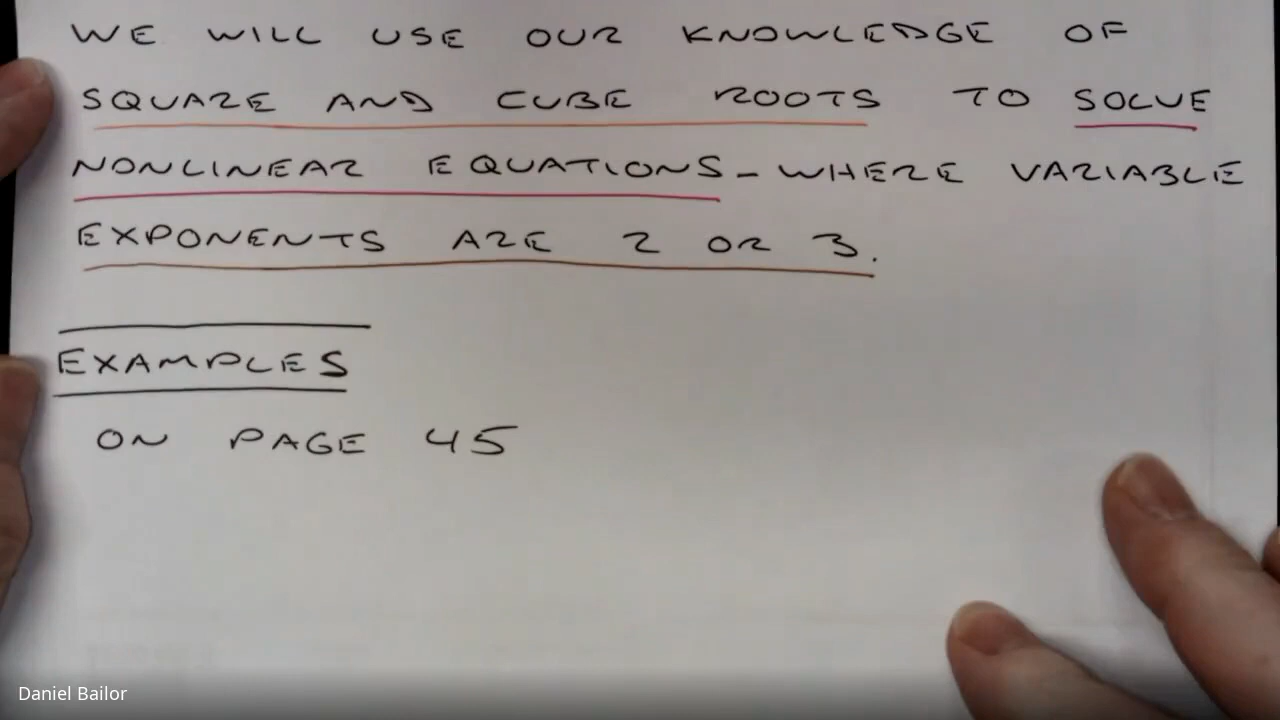 WE WILL USE OUR KNOWLEDGE OF
SQUARE AND CUBE ROOTS TO SOLVE
NONLINEAR EQUATIONS - WHERE VARIABLE
EXPONENTS ARE 2 OR 3.
EXAMPLES
ON PAGE 45
Daniel Bailor